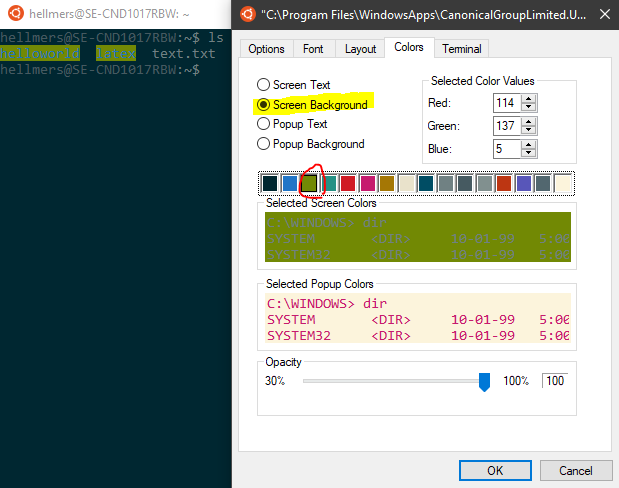 hellmers@SE-CND1017RBW: ~
hellmers@SE-CND1017RBW:~$ ls
helloworld latex text.txt
hellmers@SE-CND1017RBW:~$
"C:\Program Files\WindowsApps\CanonicalGroupLimited.U...
Options Font Layout Colors Terminal
Screen Text
Screen Background
Popup Text
Popup Background
Selected Color Values
Red: 114
Green: 137
Blue: 5
Selected Screen Colors
C:\WINDOWS> dir
SYSTEM <DIR> 10-01-99 5:00
SYSTEM32 <DIR> 10-01-99 5:00
Selected Popup Colors
C:\WINDOWS> dir
SYSTEM <DIR> 10-01-99 5:00
SYSTEM32 <DIR> 10-01-99 5:00
Opacity
30% 100% 100
OK Cancel